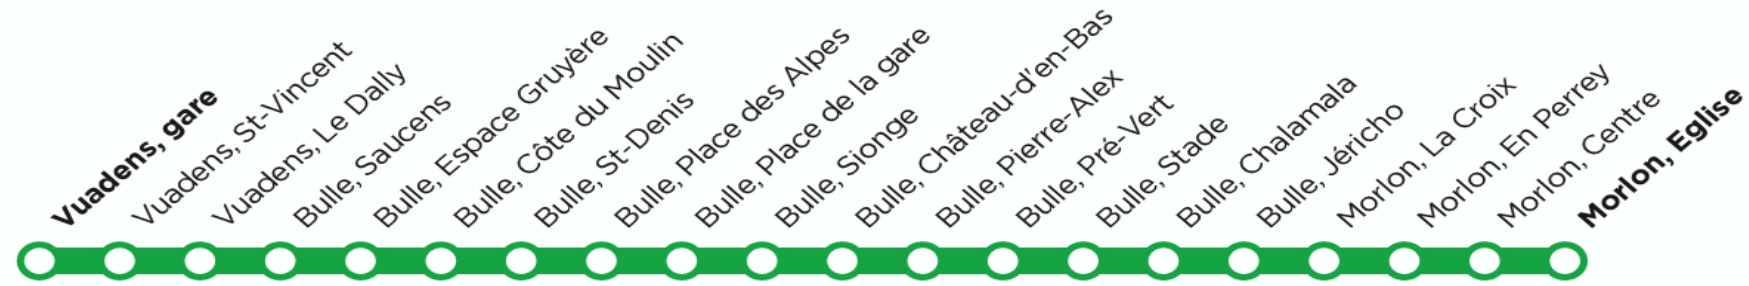 Vuadens, gare
Vuadens, St-Vincent
Vuadens, Le Dally
Bulle, Saucens
Bulle, Espace Gruyère
Bulle, Côte du Moulin
Bulle, St-Denis
Bulle, Place des Alpes
Bulle, Place de la gare
Bulle, Sionge
Bulle, Château-d'en-Bas
Bulle, Pierre-Alex
Bulle, Pré-Vert
Bulle, Stade
Bulle, Chalamala
Bulle, Jéricho
Morlon, La Croix
Morlon, En Perrey
Morlon, Centre
Morlon, Eglise